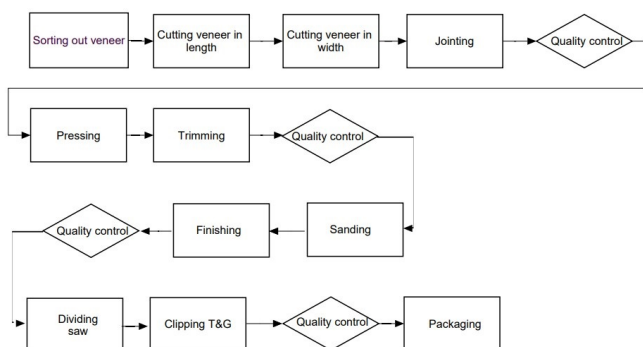 Sorting out veneer
Cutting veneer in
length
Cutting veneer in
width
Jointing
Quality control
Pressing
Trimming
Quality control
Quality control
Finishing
Sanding
Dividing
saw
Clipping T&G
Quality control
Packaging